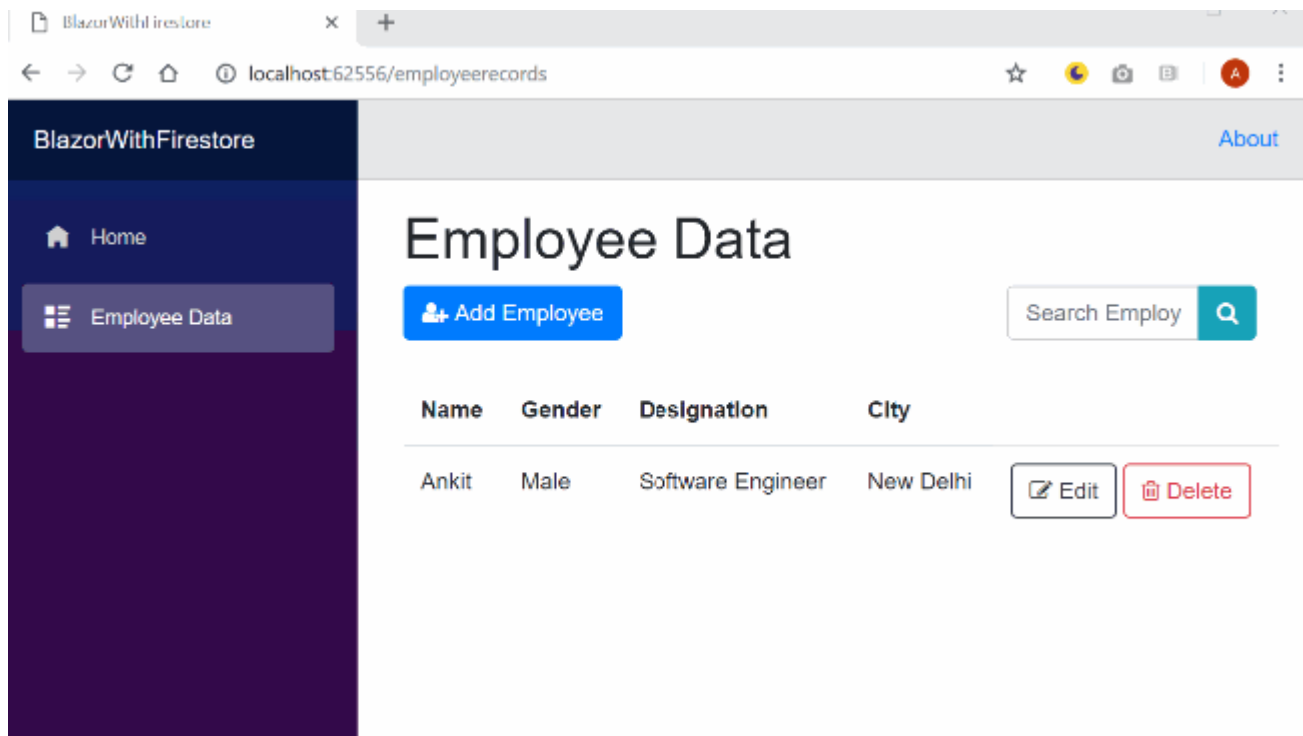 BlazorWithFirestore
localhost:62556/employeerecords
A
BlazorWithFirestore
About
Home
Employee Data
Employee Data
Add Employee
Search Employ
Name Gender Designation City
Ankit Male Software Engineer New Delhi Edit Delete